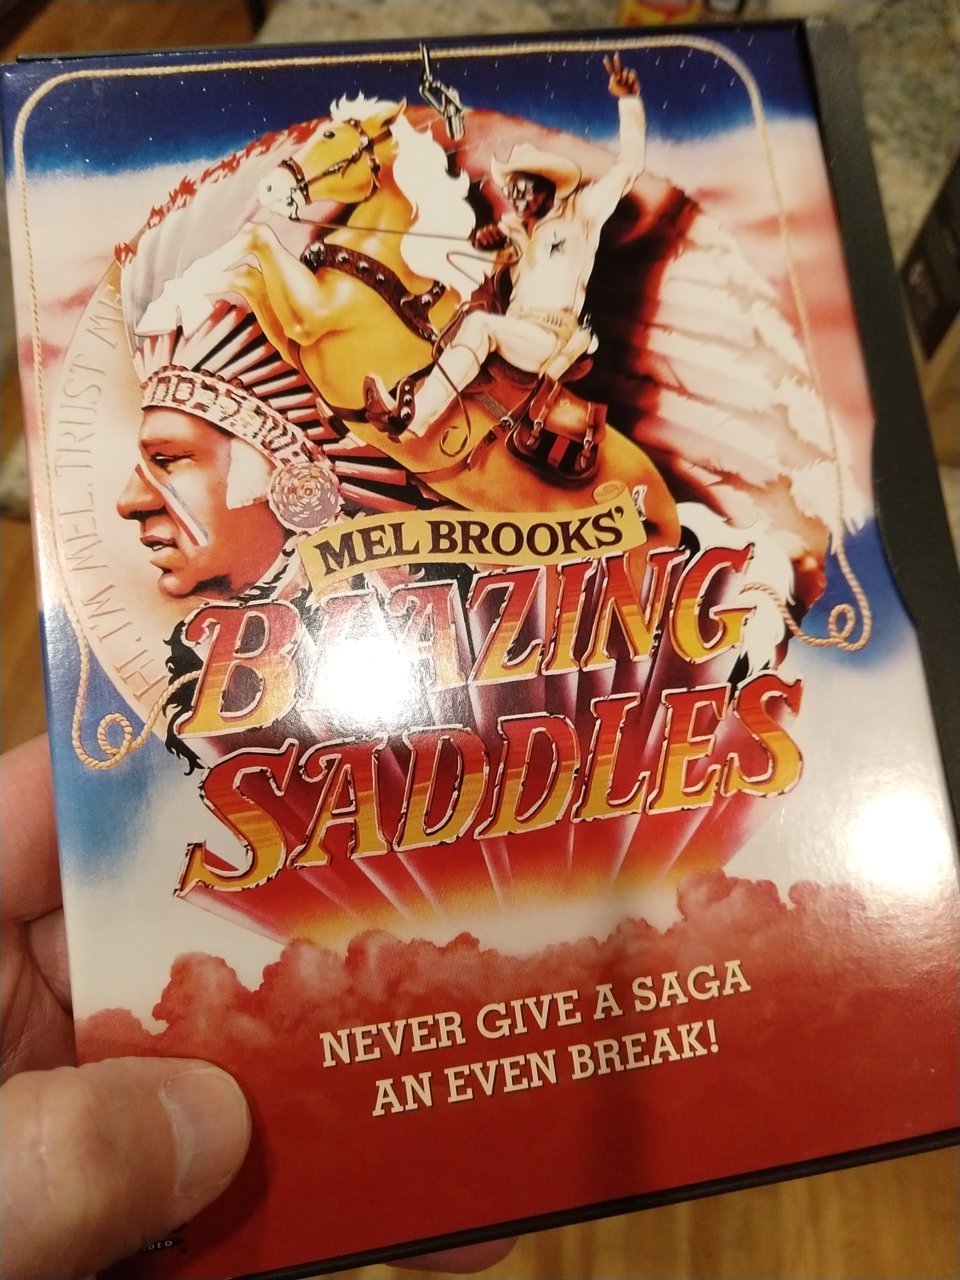 HI, I'M MEL, TRUST ME
MEL BROOKS'
BLAZING
SADDLES
NEVER GIVE A SAGA
AN EVEN BREAK!